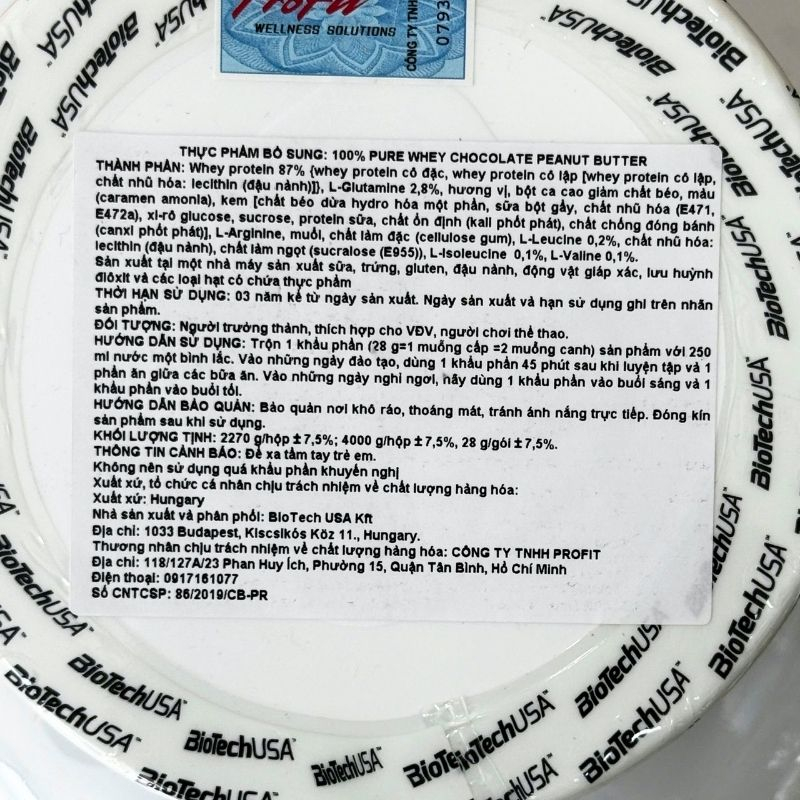 ProFit
WELLNESS SOLUTIONS
CÔNG TY TNHH
0793
THỰC PHẨM BỔ SUNG: 100% PURE WHEY CHOCOLATE PEANUT BUTTER
THÀNH PHẦN: Whey protein 87% {whey protein cô đặc, whey protein cô lập [whey protein cô lập,
chất nhũ hóa: lecithin (đậu nành)]}, L-Glutamine 2,8%, hương vị, bột ca cao giảm chất béo, màu
(caramen amonia), kem [chất béo dừa hydro hóa một phần, sữa bột gầy, chất nhũ hóa (E471,
E472a), xi-rô glucose, sucrose, protein sữa, chất ổn định (kali phốt phát), chất chống đóng bánh
(canxi phốt phát)], L-Arginine, muối, chất làm đặc (cellulose gum), L-Leucine 0,2%, chất nhũ hóa:
lecithin (đậu nành), chất làm ngọt (sucralose (E955)), L-Isoleucine 0,1%, L-Valine 0,1%.
Sản xuất tại một nhà máy sản xuất sữa, trứng, gluten, đậu nành, động vật giáp xác, lưu huỳnh
điôxit và các loại hạt có chứa thực phẩm
THỜI HẠN SỬ DỤNG: 03 năm kể từ ngày sản xuất. Ngày sản xuất và hạn sử dụng ghi trên nhãn
sản phẩm.
ĐỐI TƯỢNG: Người trưởng thành, thích hợp cho VĐV, người chơi thể thao.
HƯỚNG DẪN SỬ DỤNG: Trộn 1 khẩu phần (28 g=1 muỗng cấp =2 muỗng canh) sản phẩm với 250
ml nước một bình lắc. Vào những ngày đào tạo, dùng 1 khẩu phần 45 phút sau khi luyện tập và 1
phần ăn giữa các bữa ăn. Vào những ngày nghỉ ngơi, hãy dùng 1 khẩu phần vào buổi sáng và 1
khẩu phần vào buổi tối.
HƯỚNG DẪN BẢO QUẢN: Bảo quản nơi khô ráo, thoáng mát, tránh ánh nắng trực tiếp. Đóng kín
sản phẩm sau khi sử dụng.
KHỐI LƯỢNG TỊNH: 2270 g/hộp ±7,5%; 4000 g/hộp ±7,5%, 28 g/gói ±7,5%.
THÔNG TIN CẢNH BÁO: Để xa tầm tay trẻ em.
Không nên sử dụng quá khẩu phần khuyến nghị
Xuất xứ, tổ chức cá nhân chịu trách nhiệm về chất lượng hàng hóa:
Xuất xứ: Hungary
Nhà sản xuất và phân phối: BioTech USA Kft
Địa chỉ: 1033 Budapest, Kiscsikós Köz 11., Hungary.
Thương nhân chịu trách nhiệm về chất lượng hàng hóa: CÔNG TY TNHH PROFIT
Địa chỉ: 118/127A/23 Phan Huy Ích, Phường 15, Quận Tân Bình, Hồ Chí Minh
Điện thoại: 0917161077
Số CNTCSP: 86/2019/CB-PR
BioTechUSA™
BioTechUSA™
BioTechUSA™
BioTechUSA™
BioTechUSA™
BioTechUSA™
BioTechUSA™
BioTechUSA™